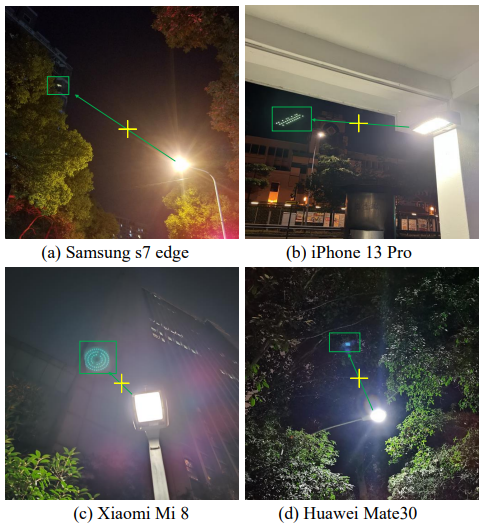 (a) Samsung s7 edge
(b) iPhone 13 Pro
(c) Xiaomi Mi 8
(d) Huawei Mate30